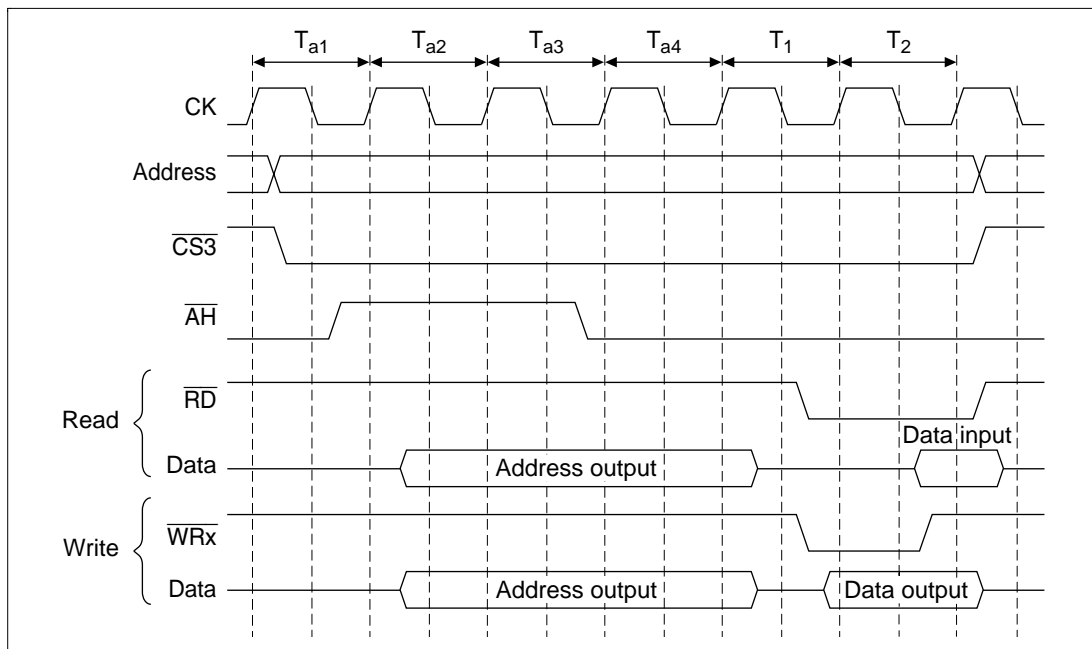 Ta1 Ta2 Ta3 Ta4 T1 T2
CK
Address
CS3
AH
Read
RD
Data input
Data
Address output
Write
WRx
Data
Address output
Data output